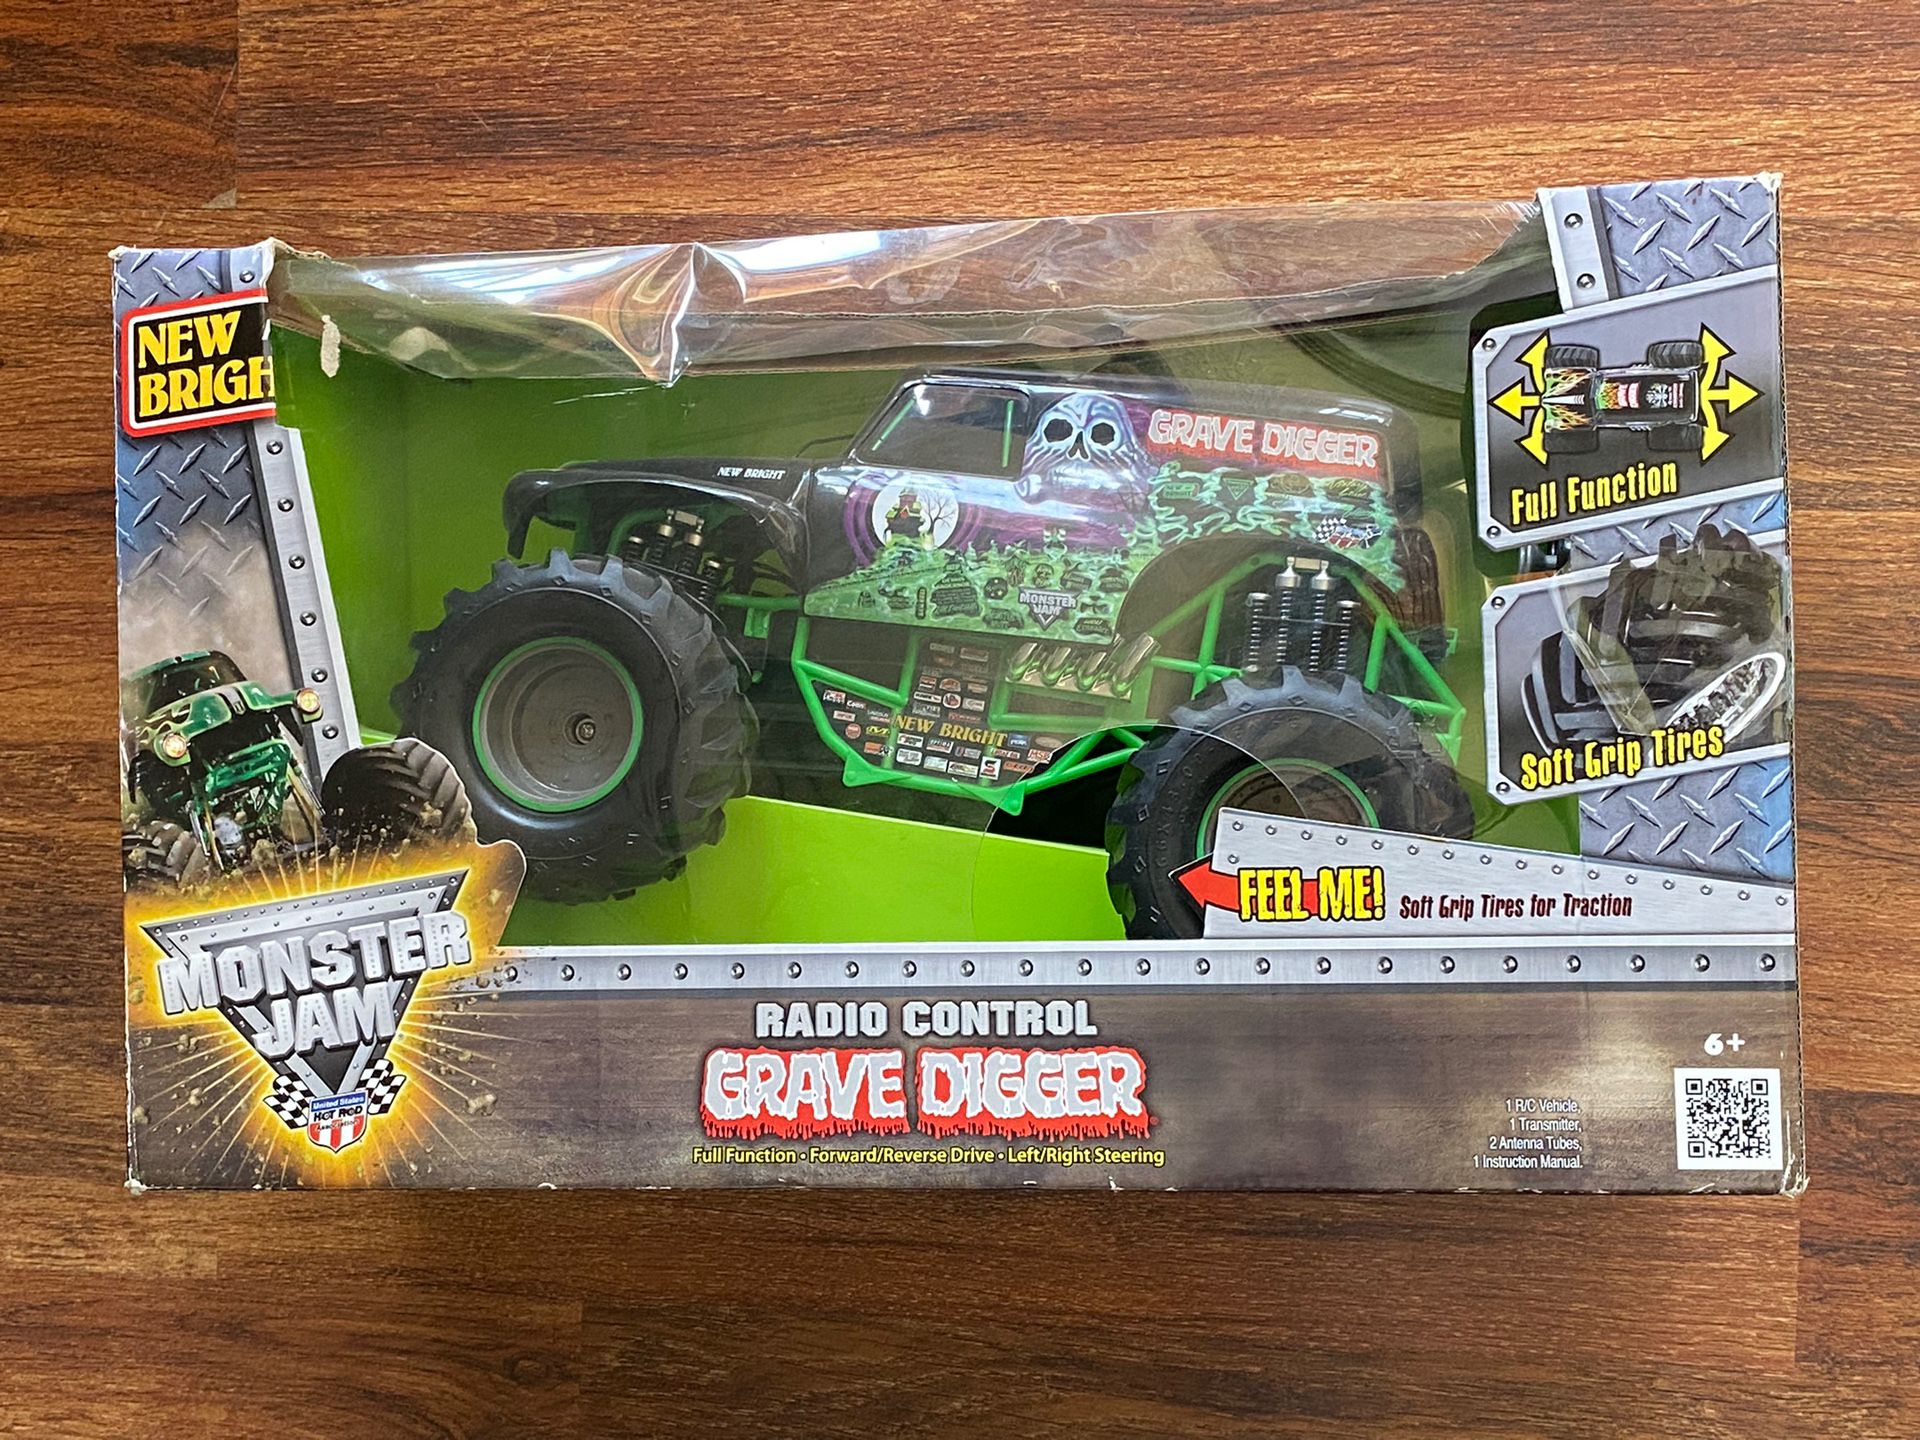 NEW
BRIGH
NEW BRIGHT
GRAVE DIGGER
MONSTER
JAM
NEW BRIGHT
Full Function
Soft Grip Tires
FEEL ME!
Soft Grip Tires for Traction
MONSTER
JAM
United States
HOT ROD
Association
RADIO CONTROL
GRAVE DIGGER
Full Function • Forward/Reverse Drive • Left/Right Steering
6+
1 R/C Vehicle,
1 Transmitter,
2 Antenna Tubes,
1 Instruction Manual.